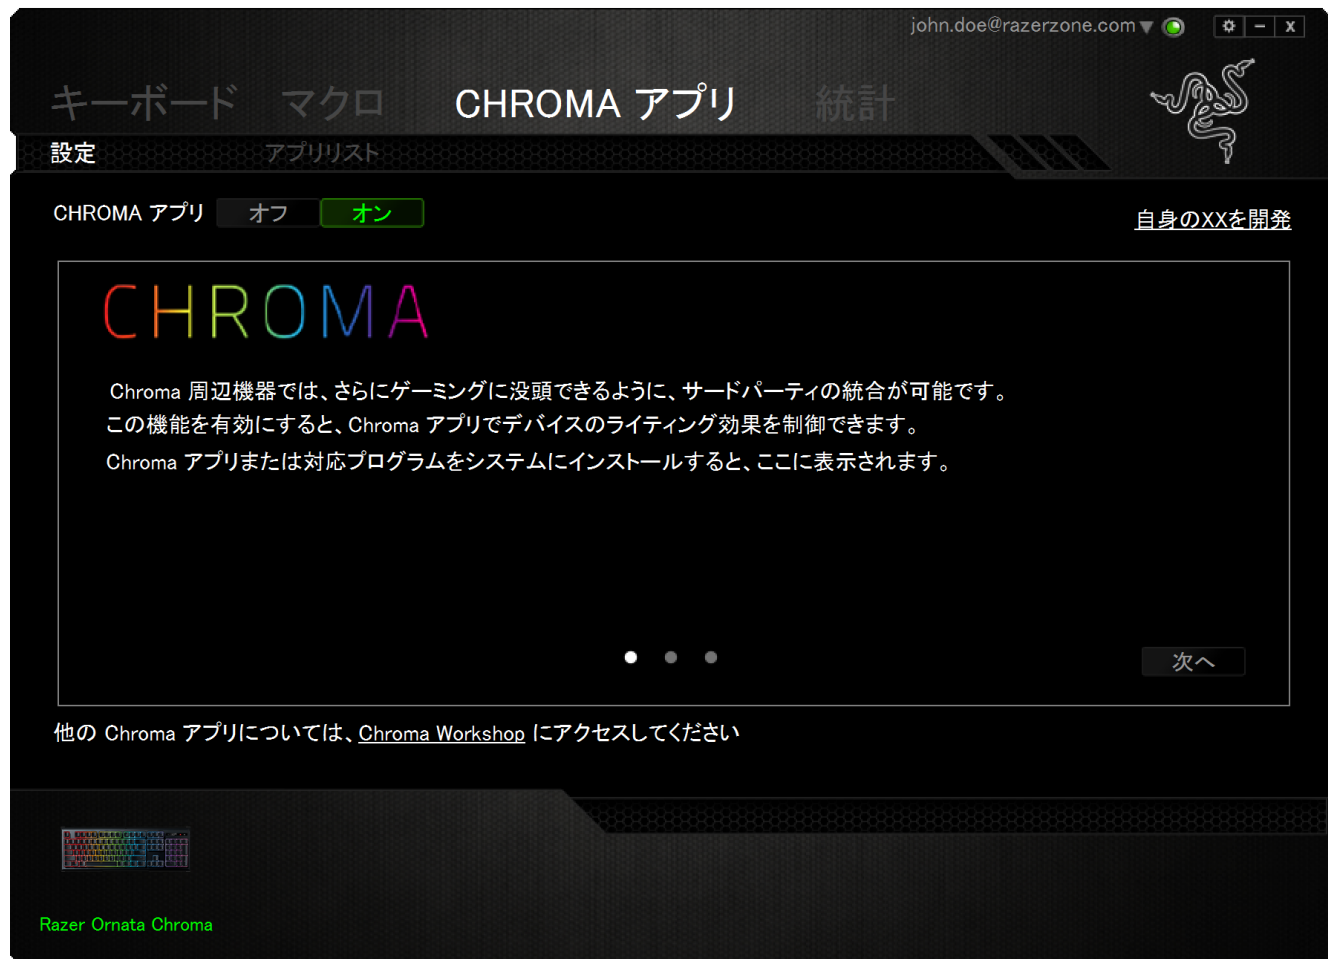 john.doe@razerzone.com
キーボード マクロ CHROMA アプリ 統計
設定 アプリリスト
CHROMA アプリ オフ オン
自身のXXを開発
CHROMA
Chroma 周辺機器では、さらにゲーミングに没頭できるように、サードパーティの統合が可能です。
この機能を有効にすると、Chroma アプリでデバイスのライティング効果を制御できます。
Chroma アプリまたは対応プログラムをシステムにインストールすると、ここに表示されます。
次へ
他の Chroma アプリについては、Chroma Workshop にアクセスしてください
Razer Ornata Chroma